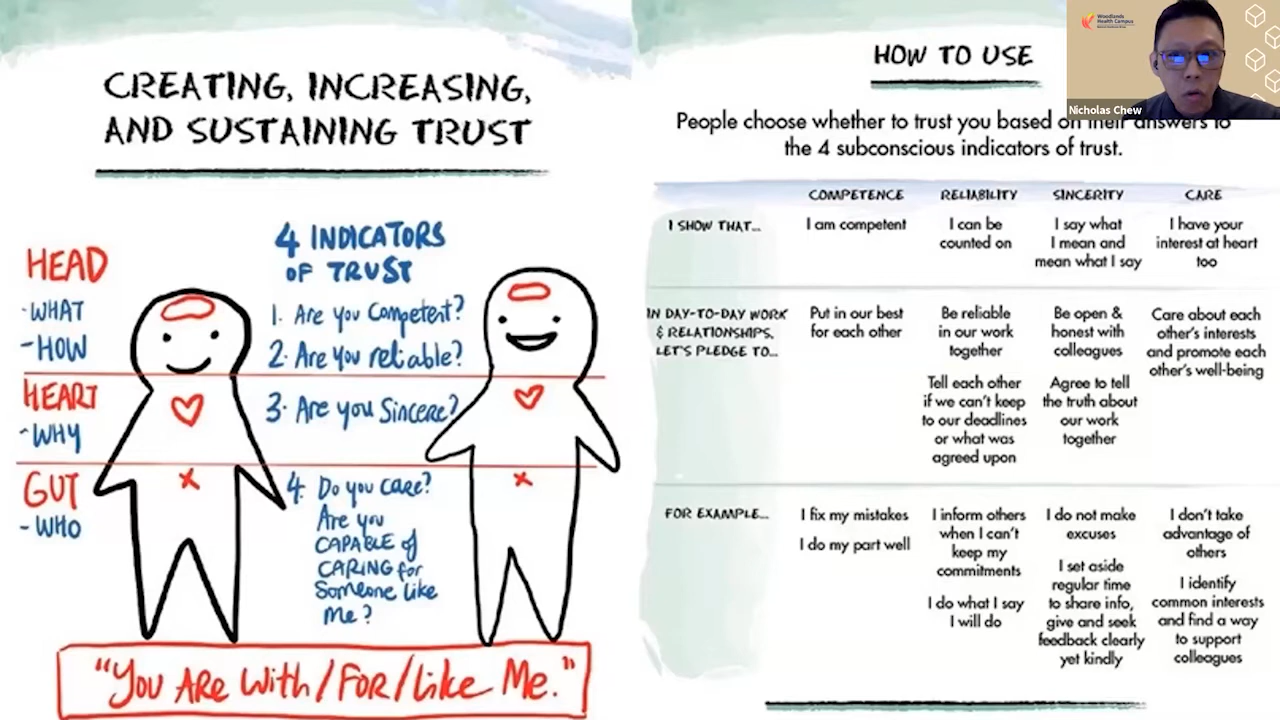 CREATING, INCREASING,
AND SUSTAINING TRUST
HEAD
-WHAT
-HOW
HEART
-WHY
GUT
-WHO
4 INDICATORS
OF TRUST
1. Are you Competent?
2. Are you reliable?
3. Are you Sincere?
4. Do you care?
Are you
CAPABLE of
CARING for
Someone like
Me?
"You ARe With/FOR/Like Me."
HOW TO USE
People choose whether to trust you based on their answers to
the 4 subconscious indicators of trust.
COMPETENCE
RELIABILITY
SINCERITY
CARE
I SHOW THAT...
I am competent
I can be
counted on
I say what
I mean and
mean what I say
I have your
interest at heart
too
IN DAY-TO-DAY WORK
& RELATIONSHIPS,
LET'S PLEDGE TO...
Put in our best
for each other
Be reliable
in our work
together
Tell each other
if we can't keep
to our deadlines
or what was
agreed upon
Be open &
honest with
colleagues
Agree to tell
the truth about
our work
together
Care about each
other's interests
and promote each
other's well-being
FOR EXAMPLE...
I fix my mistakes
I do my part well
I inform others
when I can't
keep my
commitments
I do what I say
I will do
I do not make
excuses
I set aside
regular time
to share info,
give and seek
feedback clearly
yet kindly
I don't take
advantage of
others
I identify
common interests
and find a way
to support
colleagues
Woodlands
Health Campus
Nicholas Chew